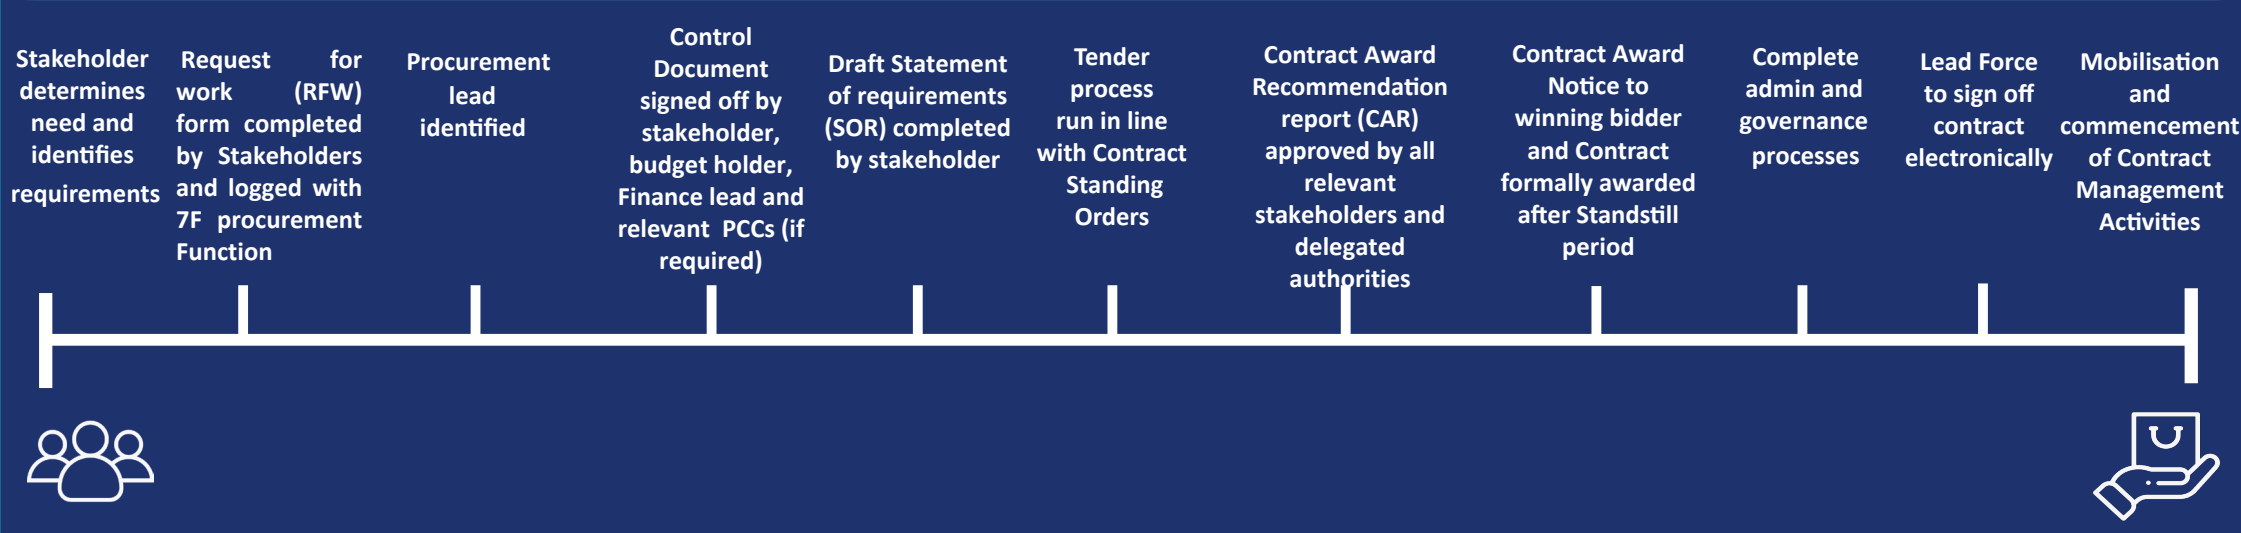 Stakeholder
determines
need and
identifies
requirements
Request for
work (RFW)
form completed
by Stakeholders
and logged with
7F procurement
Function
Procurement
lead
identified
Control
Document
signed off by
stakeholder,
budget holder,
Finance lead and
relevant PCCs (if
required)
Draft Statement
of requirements
(SOR) completed
by stakeholder
Tender
process
run in line
with Contract
Standing
Orders
Contract Award
Recommendation
report (CAR)
approved by all
relevant
stakeholders and
delegated
authorities
Contract Award
Notice to
winning bidder
and Contract
formally awarded
after Standstill
period
Complete
admin and
governance
processes
Lead Force
to sign off
contract
electronically
Mobilisation
and
commencement
of Contract
Management
Activities